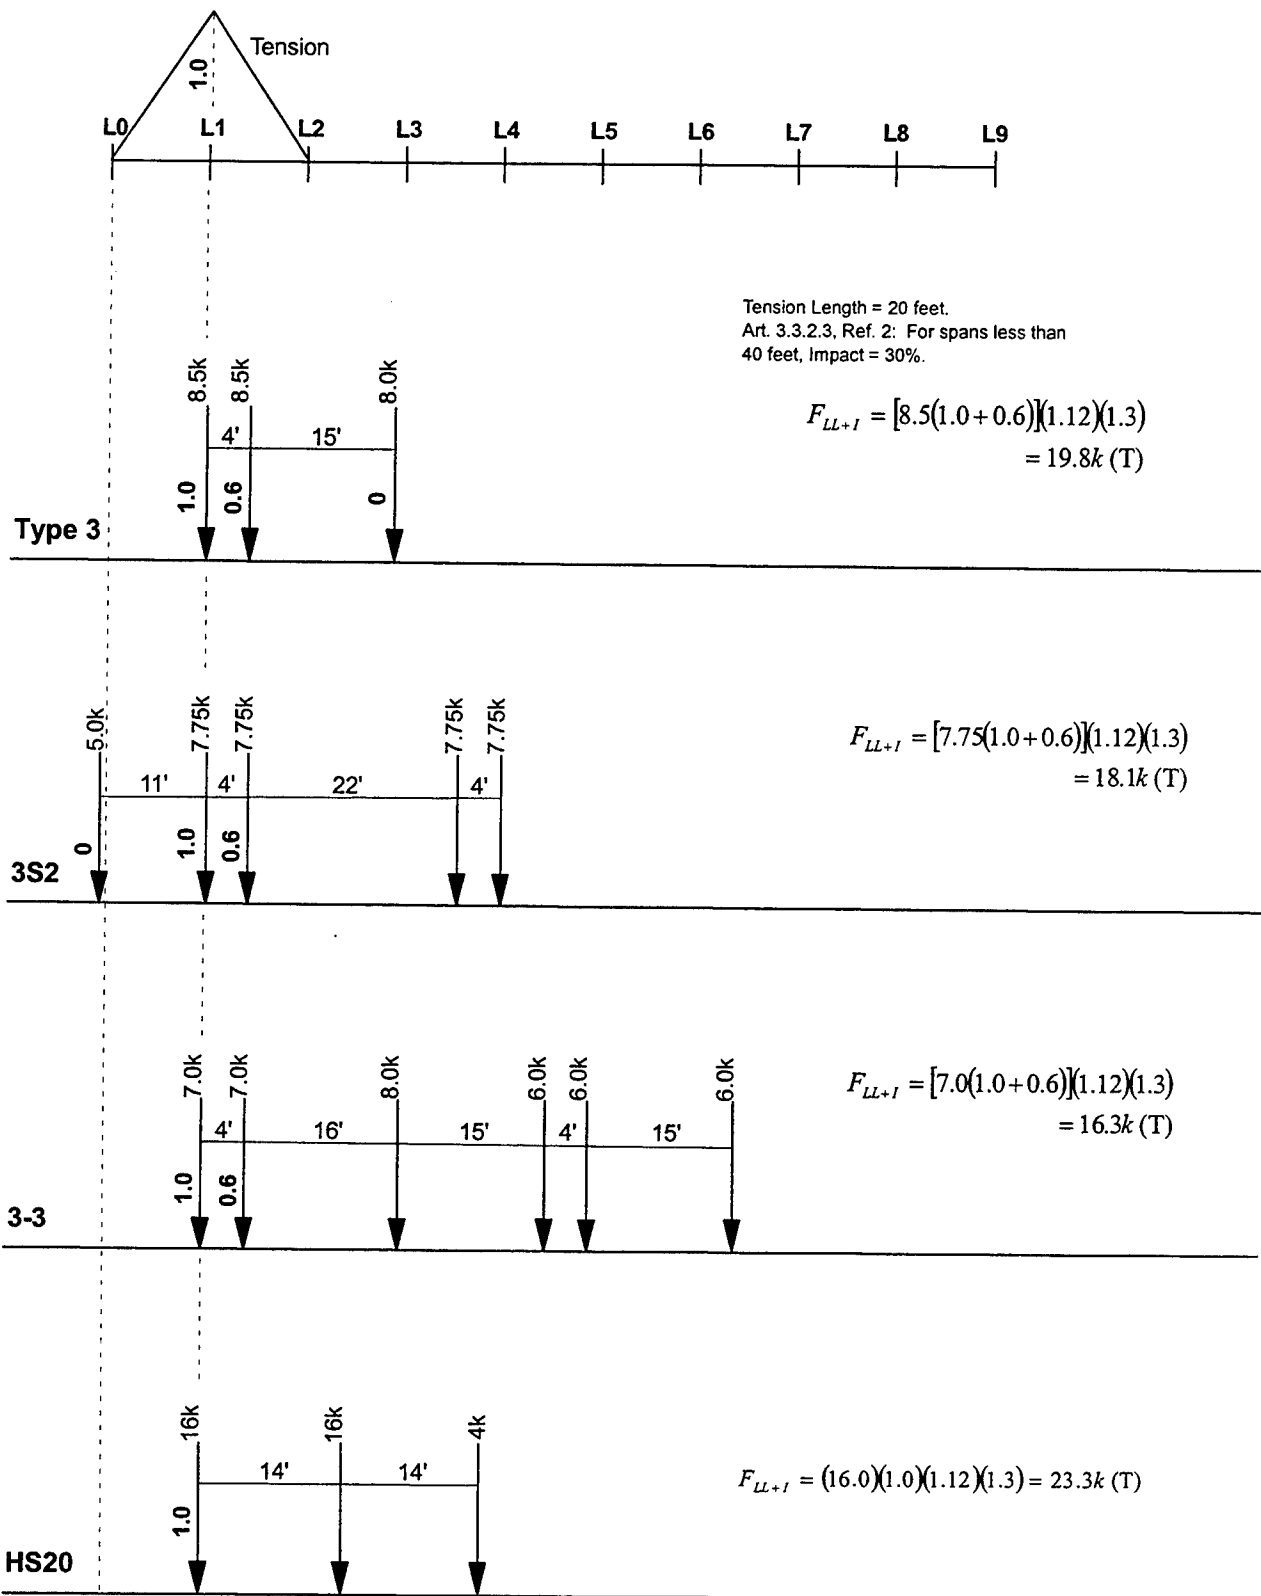 Tension
1.0
L0 L1 L2 L3 L4 L5 L6 L7 L8 L9
Tension Length = 20 feet.
Art. 3.3.2.3, Ref. 2: For spans less than
40 feet, Impact = 30%.
8.5k 8.5k 8.0k
4' 15'
1.0 0.6 0
F_{LL+I} = [8.5(1.0+0.6)](1.12)(1.3)
= 19.8k (T)
Type 3
5.0k 7.75k 7.75k 7.75k 7.75k
11' 4' 22' 4'
0 1.0 0.6
F_{LL+I} = [7.75(1.0+0.6)](1.12)(1.3)
= 18.1k (T)
3S2
7.0k 7.0k 8.0k 6.0k 6.0k 6.0k
4' 16' 15' 4' 15'
1.0 0.6
F_{LL+I} = [7.0(1.0+0.6)](1.12)(1.3)
= 16.3k (T)
3-3
16k 16k 4k
14' 14'
1.0
F_{LL+I} = (16.0)(1.0)(1.12)(1.3) = 23.3k (T)
HS20